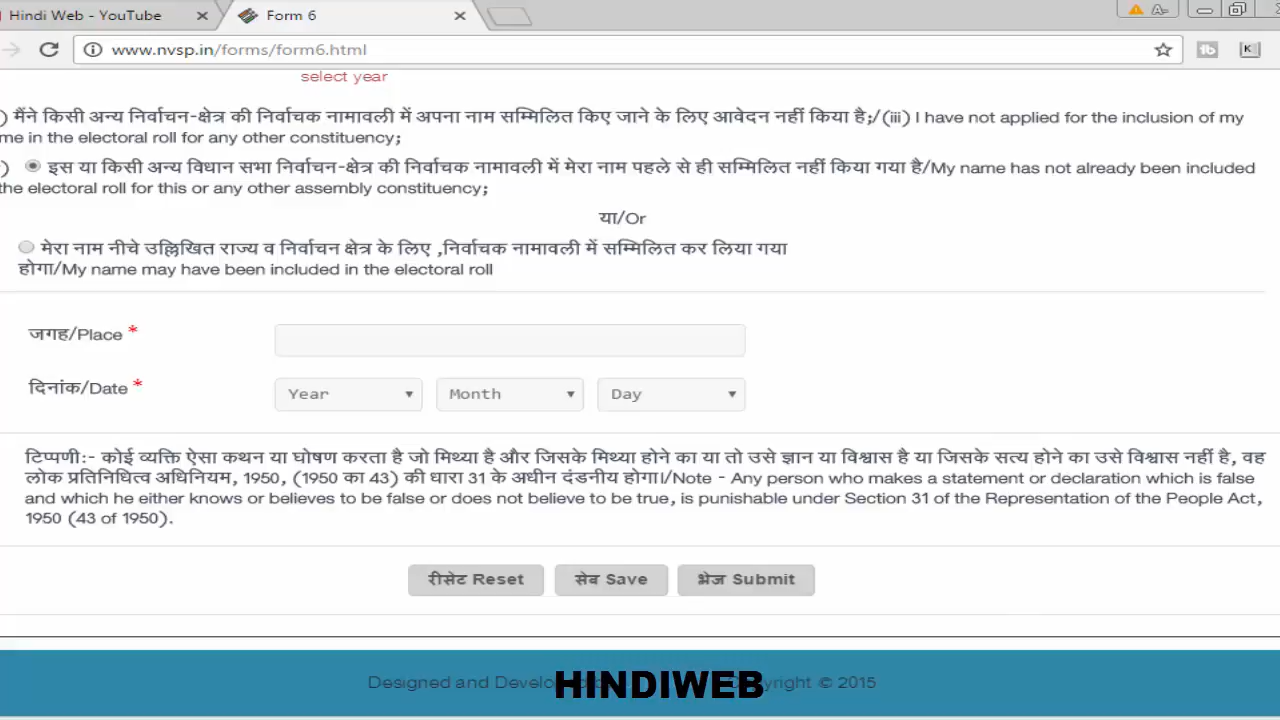 Hindi Web - YouTube
Form 6
www.nvsp.in/forms/form6.html
select year
) मैंने किसी अन्य निर्वाचन-क्षेत्र की निर्वाचक नामावली में अपना नाम सम्मिलित किए जाने के लिए आवेदन नहीं किया है;/(iii) I have not applied for the inclusion of my
me in the electoral roll for any other constituency;
) इस या किसी अन्य विधान सभा निर्वाचन-क्षेत्र की निर्वाचक नामावली में मेरा नाम पहले से ही सम्मिलित नहीं किया गया है/My name has not already been included
the electoral roll for this or any other assembly constituency;
या/Or
मेरा नाम नीचे उल्लिखित राज्य व निर्वाचन क्षेत्र के लिए ,निर्वाचक नामावली में सम्मिलित कर लिया गया
होगा/My name may have been included in the electoral roll
जगह/Place *
दिनांक/Date *
Year Month Day
टिप्पणी:- कोई व्यक्ति ऐसा कथन या घोषण करता है जो मिथ्या है और जिसके मिथ्या होने का या तो उसे ज्ञान या विश्वास है या जिसके सत्य होने का उसे विश्वास नहीं है, वह
लोक प्रतिनिधित्व अधिनियम, 1950, (1950 का 43) की धारा 31 के अधीन दंडनीय होगा।/Note - Any person who makes a statement or declaration which is false
and which he either knows or believes to be false or does not believe to be true, is punishable under Section 31 of the Representation of the People Act,
1950 (43 of 1950).
रीसेट Reset सेव Save भेज Submit
Designed and
© 2015
HINDIWEB